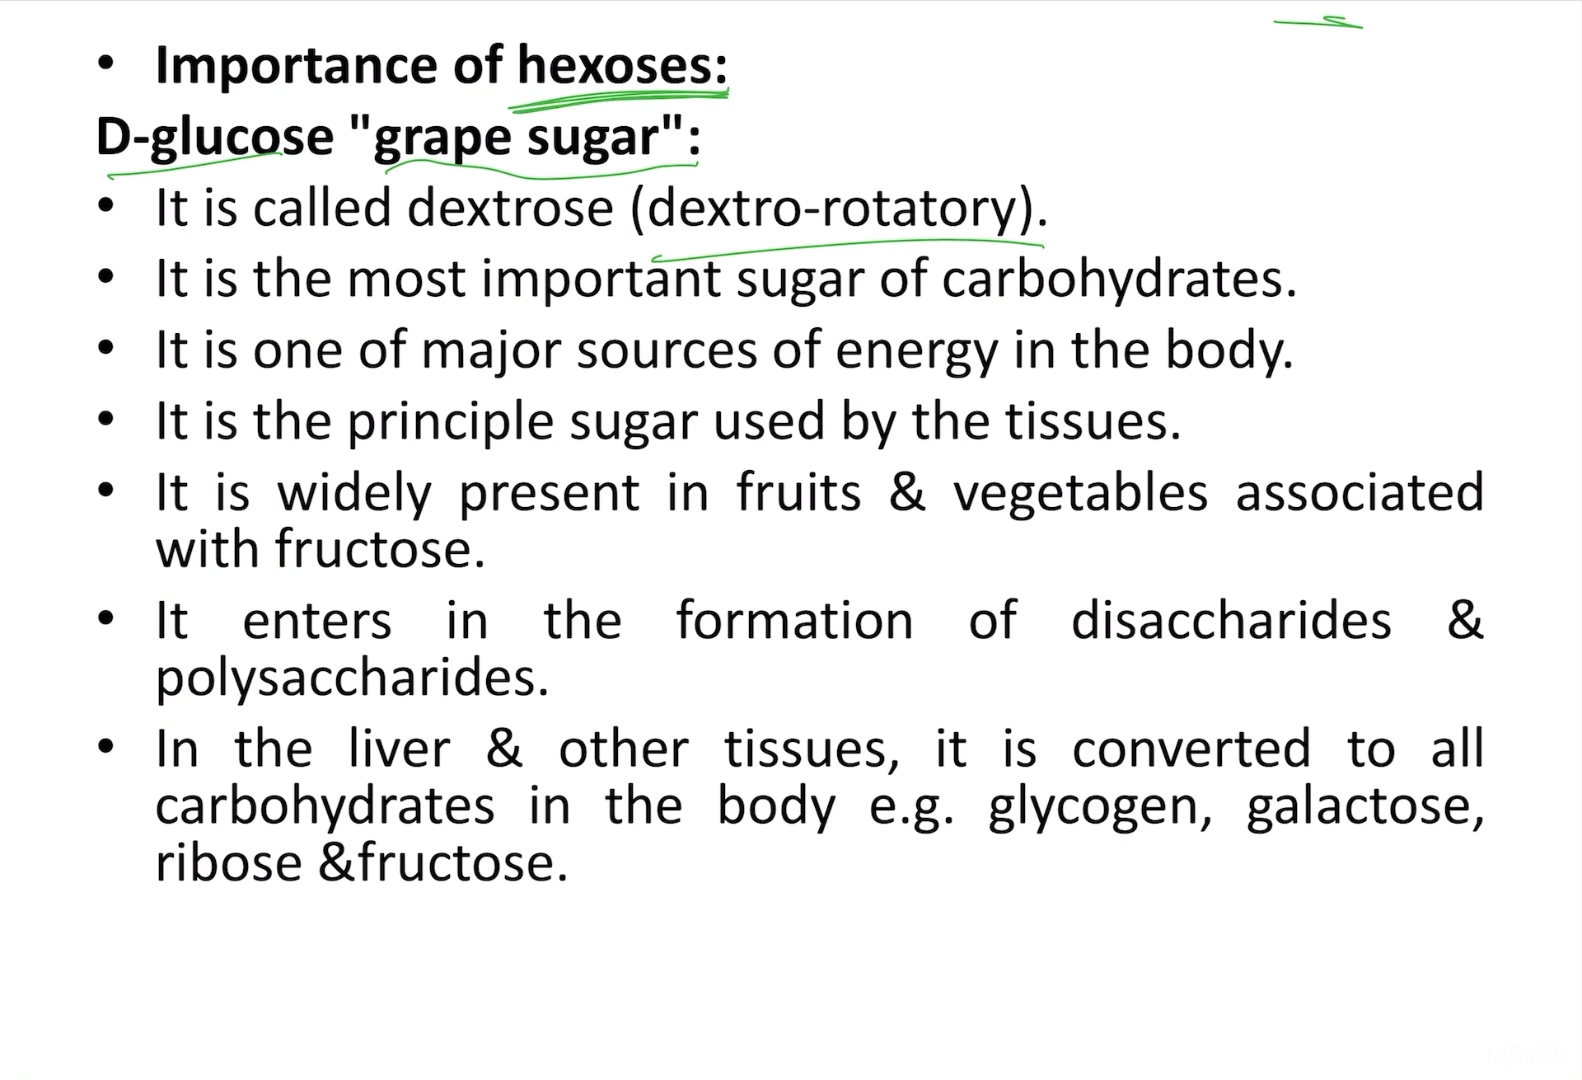 • Importance of hexoses:
D-glucose "grape sugar":
• It is called dextrose (dextro-rotatory).
• It is the most important sugar of carbohydrates.
• It is one of major sources of energy in the body.
• It is the principle sugar used by the tissues.
• It is widely present in fruits & vegetables associated
with fructose.
• It enters in the formation of disaccharides &
polysaccharides.
• In the liver & other tissues, it is converted to all
carbohydrates in the body e.g. glycogen, galactose,
ribose &fructose.